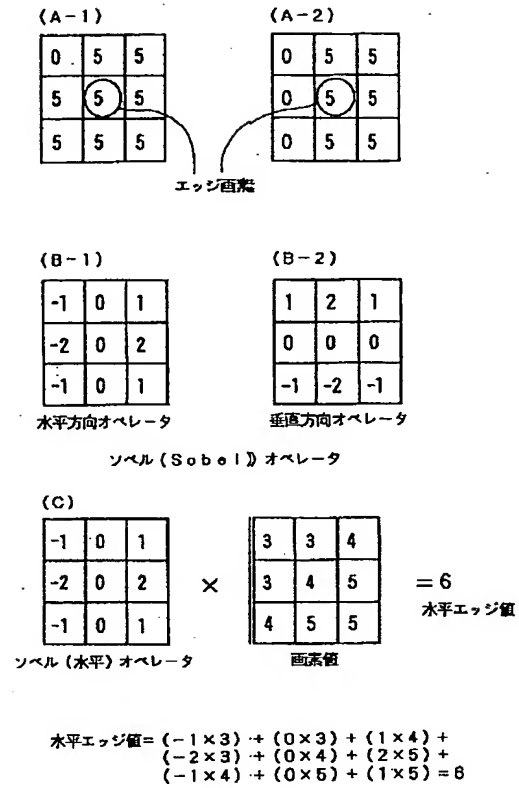 (A-1) (A-2)
0 5 5 0 5 5
5 5 5 0 5 5
5 5 5 0 5 5
エッジ画素
(B-1) (B-2)
-1 0 1 1 2 1
-2 0 2 0 0 0
-1 0 1 -1 -2 -1
水平方向オペレータ 垂直方向オペレータ
ソベル(Sobel))オペレータ
(C)
-1 0 1 3 3 4
-2 0 2 × 3 4 5 =6
水平エッジ値
-1 0 1 4 5 5
ソベル(水平)オペレータ 画素値
水平エッジ値=(-1×3)+(0×3)+(1×4)+
(-2×3)+(0×4)+(2×5)+
(-1×4)+(0×5)+(1×5)=6